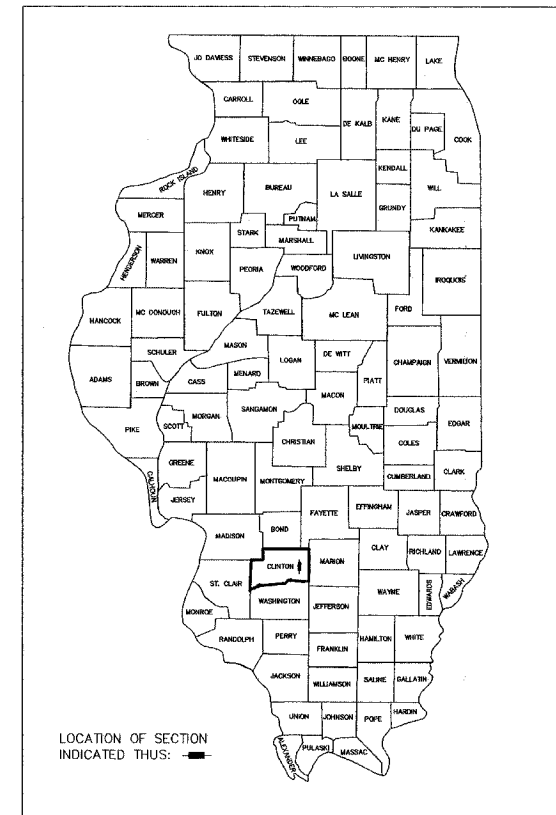 JO DAVIESS STEVENSON WINNEBAGO BOONE MC HENRY LAKE
CARROLL OGLE
DE KALB KANE DU PAGE COOK
WHITESIDE LEE
KENDALL WILL
ROCK ISLAND
HENRY BUREAU LA SALLE GRUNDY
MERCER PUTNAM
STARK KANKAKEE
MARSHALL
HENDERSON WARREN KNOX LIVINGSTON
PEORIA WOODFORD IROQUOIS
FORD
HANCOCK MC DONOUGH FULTON TAZEWELL MC LEAN
MASON
SCHULER LOGAN DE WITT CHAMPAIGN VERMILION
ADAMS BROWN CASS MENARD PIATT
MACON
PIKE SCOTT MORGAN SANGAMON DOUGLAS EDGAR
MOULTRIE
CHRISTIAN COLES
GREENE SHELBY
CALHOUN MACOUPIN MONTGOMERY CUMBERLAND CLARK
JERSEY
FAYETTE EFFINGHAM JASPER CRAWFORD
MADISON BOND
CLINTON MARION CLAY RICHLAND LAWRENCE
ST. CLAIR
WASHINGTON WAYNE EDWARDS WABASH
MONROE JEFFERSON
RANDOLPH PERRY HAMILTON WHITE
FRANKLIN
JACKSON
WILLIAMSON SALINE GALLATIN
UNION JOHNSON POPE HARDIN
ALEXANDER PULASKI MASSAC
LOCATION OF SECTION
INDICATED THUS: